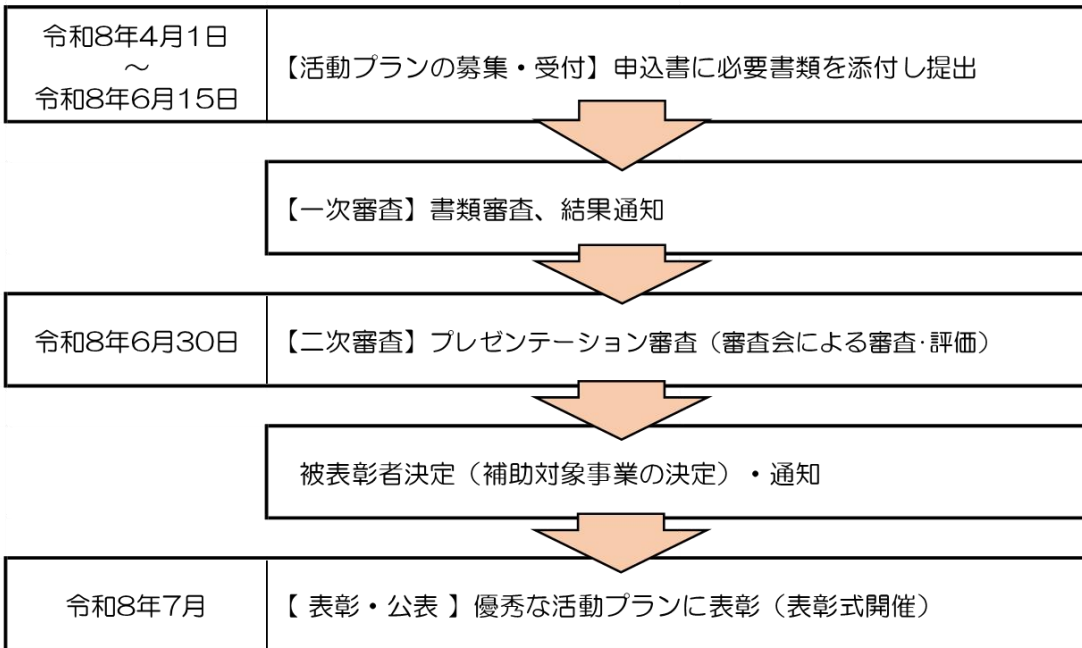 令和8年4月1日
～
令和8年6月15日
【活動プランの募集・受付】申込書に必要書類を添付し提出
【一次審査】書類審査、結果通知
令和8年6月30日
【二次審査】プレゼンテーション審査（審査会による審査・評価）
被表彰者決定（補助対象事業の決定）・通知
令和8年7月
【 表彰・公表 】優秀な活動プランに表彰（表彰式開催）